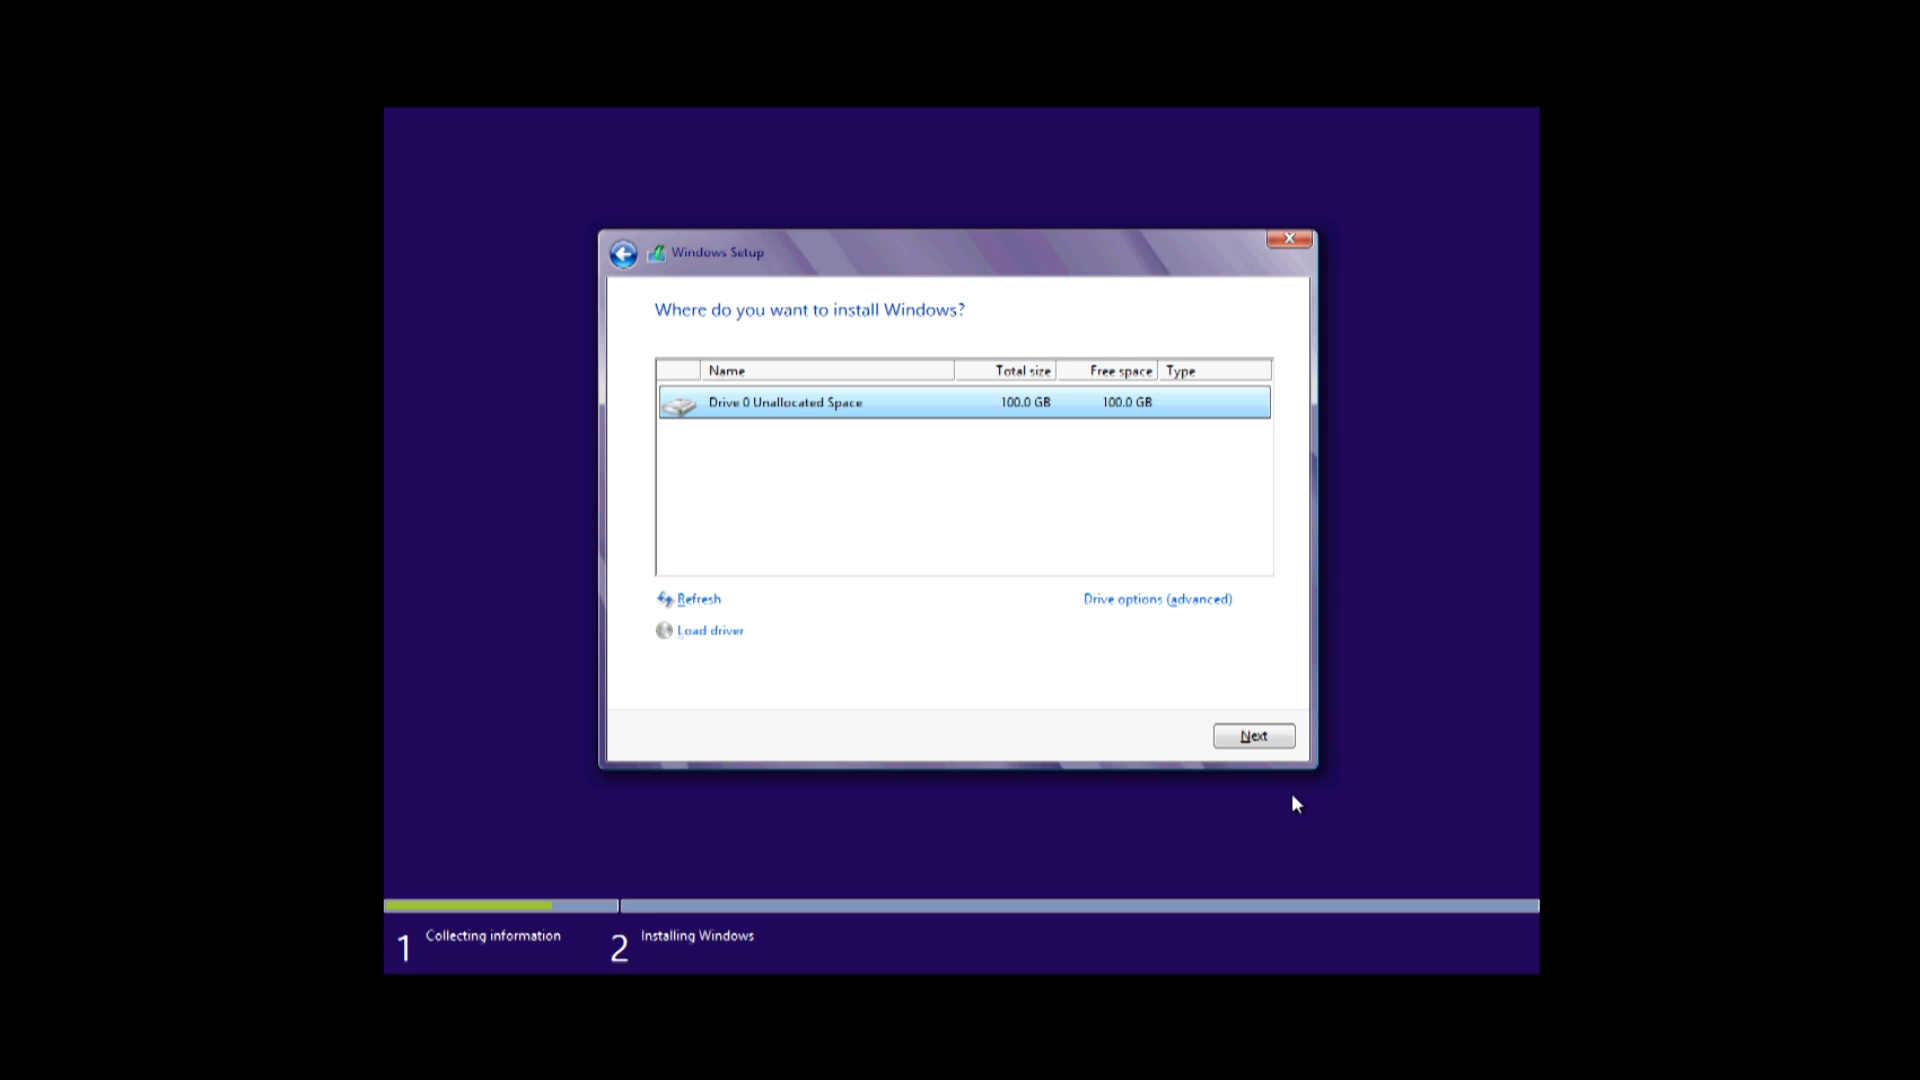 Windows Setup
Where do you want to install Windows?
Name Total size Free space Type
Drive 0 Unallocated Space 100.0 GB 100.0 GB
Refresh Drive options (advanced)
Load driver
Next
1 Collecting information 2 Installing Windows